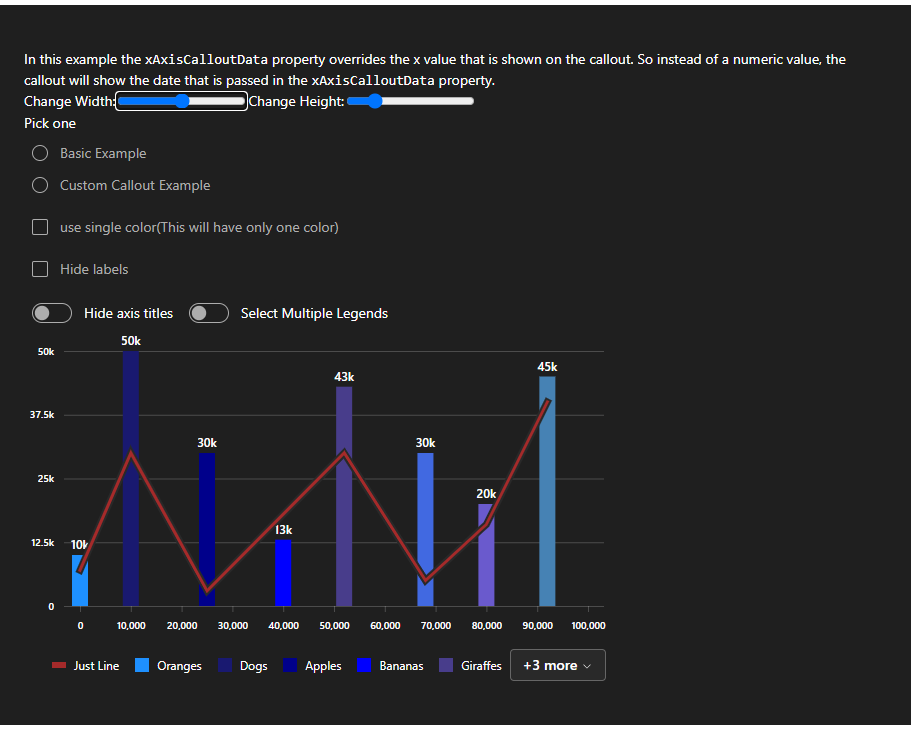 In this example the xAxisCalloutData property overrides the x value that is shown on the callout. So instead of a numeric value, the
callout will show the date that is passed in the xAxisCalloutData property.
Change Width: Change Height:
Pick one
Basic Example
Custom Callout Example
use single color(This will have only one color)
Hide labels
Hide axis titles Select Multiple Legends
50k
50k
45k
43k
37.5k
30k 30k
25k
20k
13k
12.5k 10k
0
0 10,000 20,000 30,000 40,000 50,000 60,000 70,000 80,000 90,000 100,000
Just Line Oranges Dogs Apples Bananas Giraffes +3 more